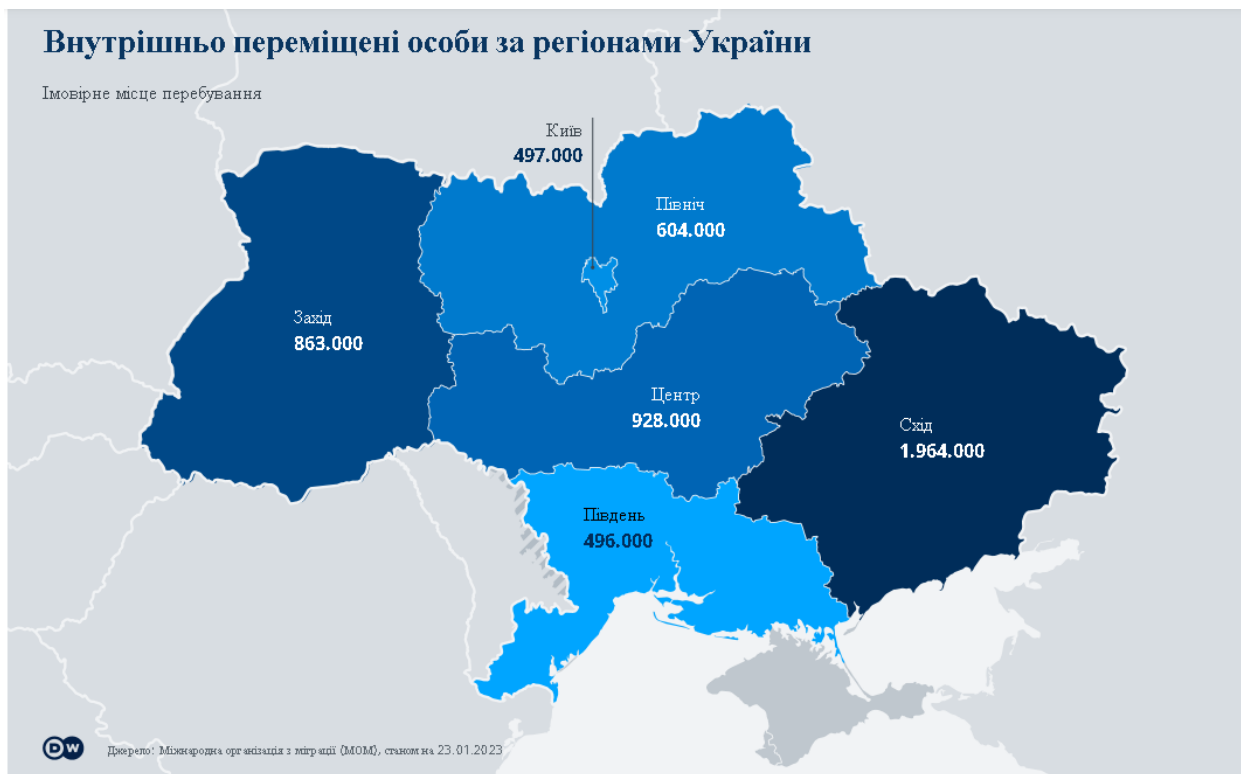 Внутрішньо переміщені особи за регіонами України
Імовірне місце перебування
Київ
497.000
Північ
604.000
Захід
863.000
Центр
928.000
Схід
1.964.000
Південь
496.000
DW
Джерело: Міжнародна організація з міграції (МОМ), станом на 23.01.2023